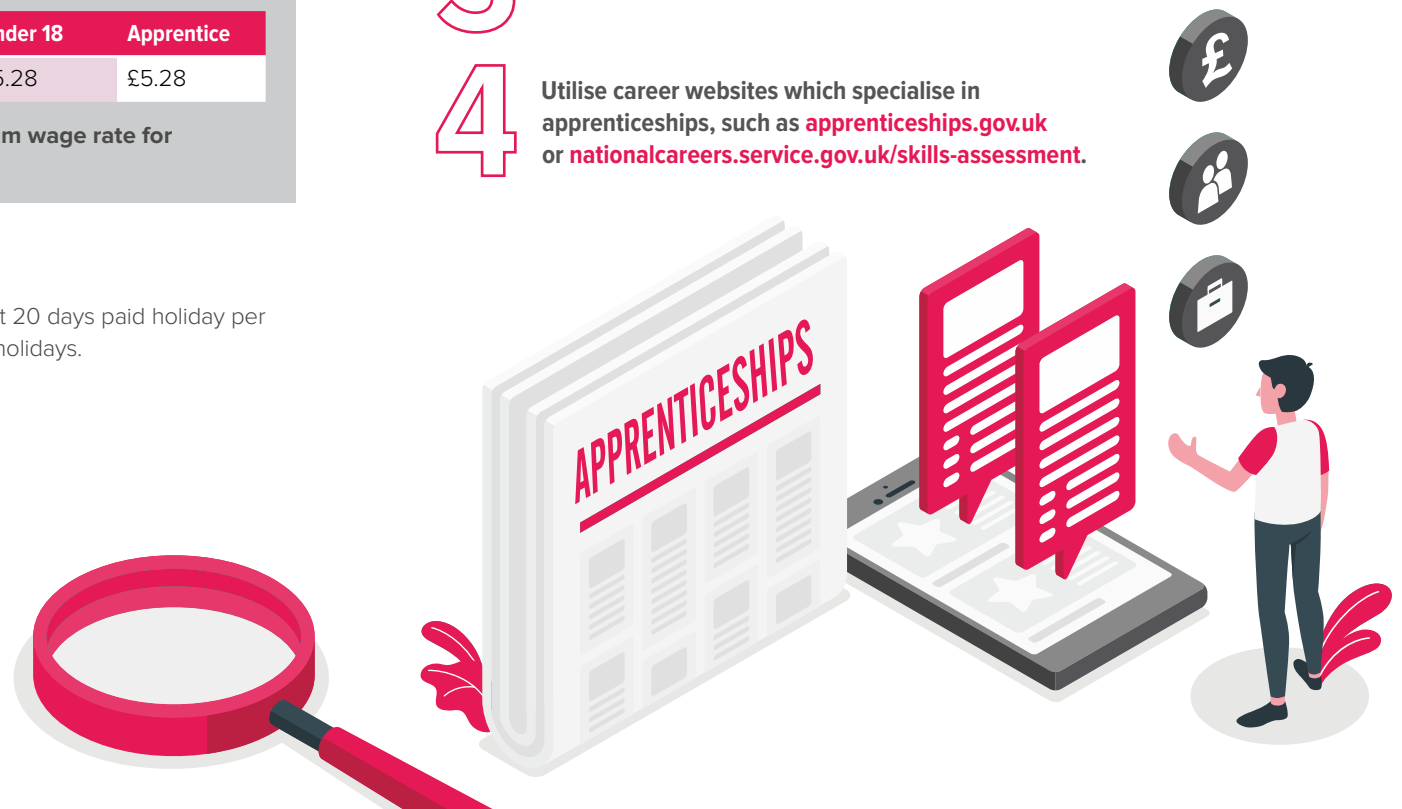 nder 18 Apprentice
5.28 £5.28
m wage rate for
t 20 days paid holiday per
holidays.
4
Utilise career websites which specialise in
apprenticeships, such as apprenticeships.gov.uk
or nationalcareers.service.gov.uk/skills-assessment.
£
APPRENTICESHIPS